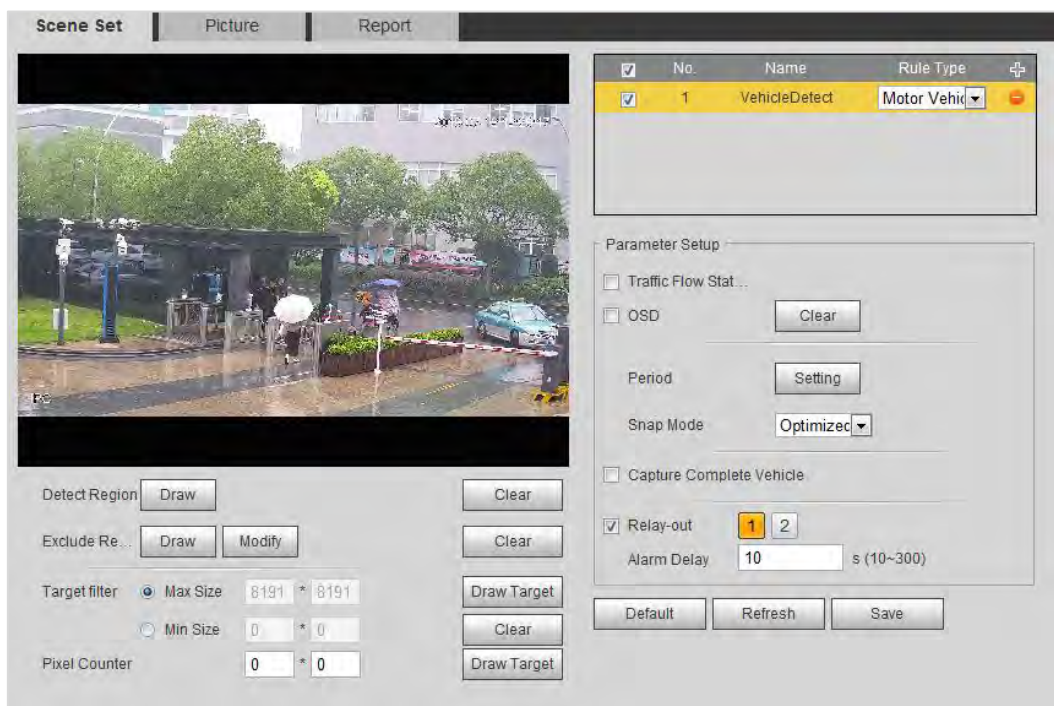 Scene Set Picture Report
No. Name Rule Type
1 VehicleDetect Motor Vehic
Parameter Setup
Traffic Flow Stat...
OSD Clear
Period Setting
Snap Mode Optimized
Capture Complete Vehicle
Relay-out 1 2
Alarm Delay 10 s (10~300)
Default Refresh Save
Detect Region Draw Clear
Exclude Re... Draw Modify Clear
Target filter Max Size 8191 * 8191 Draw Target
Min Size 0 * 0 Clear
Pixel Counter 0 * 0 Draw Target